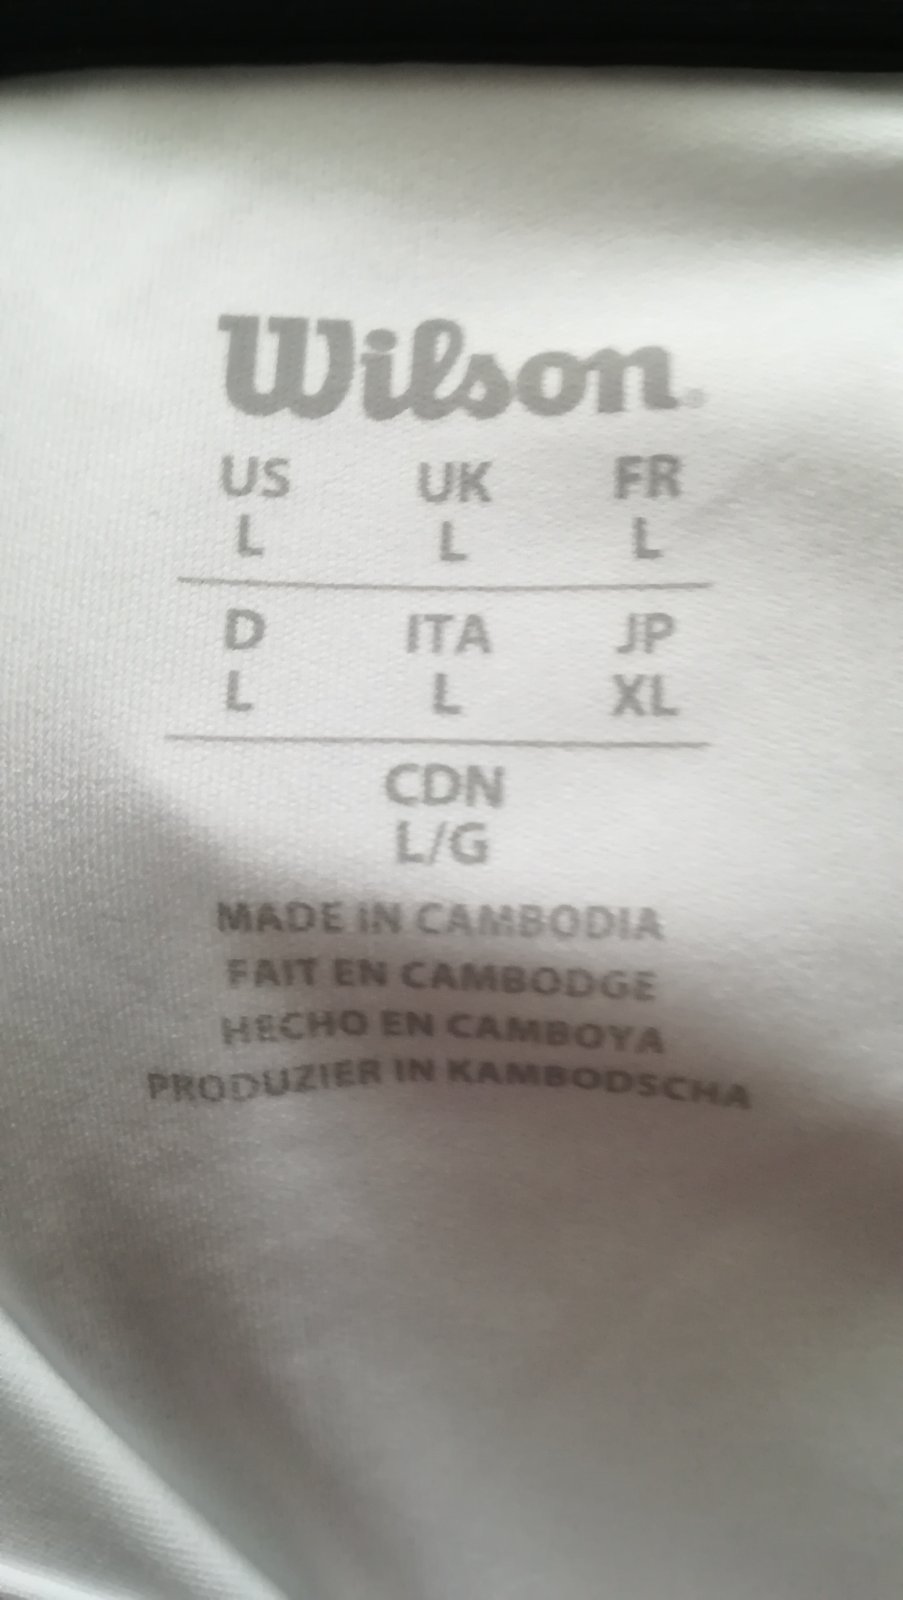 Wilson®
US UK FR
L L L
D ITA JP
L L XL
CDN
L/G
MADE IN CAMBODIA
FAIT EN CAMBODGE
HECHO EN CAMBOYA
PRODUZIER IN KAMBODSCHA